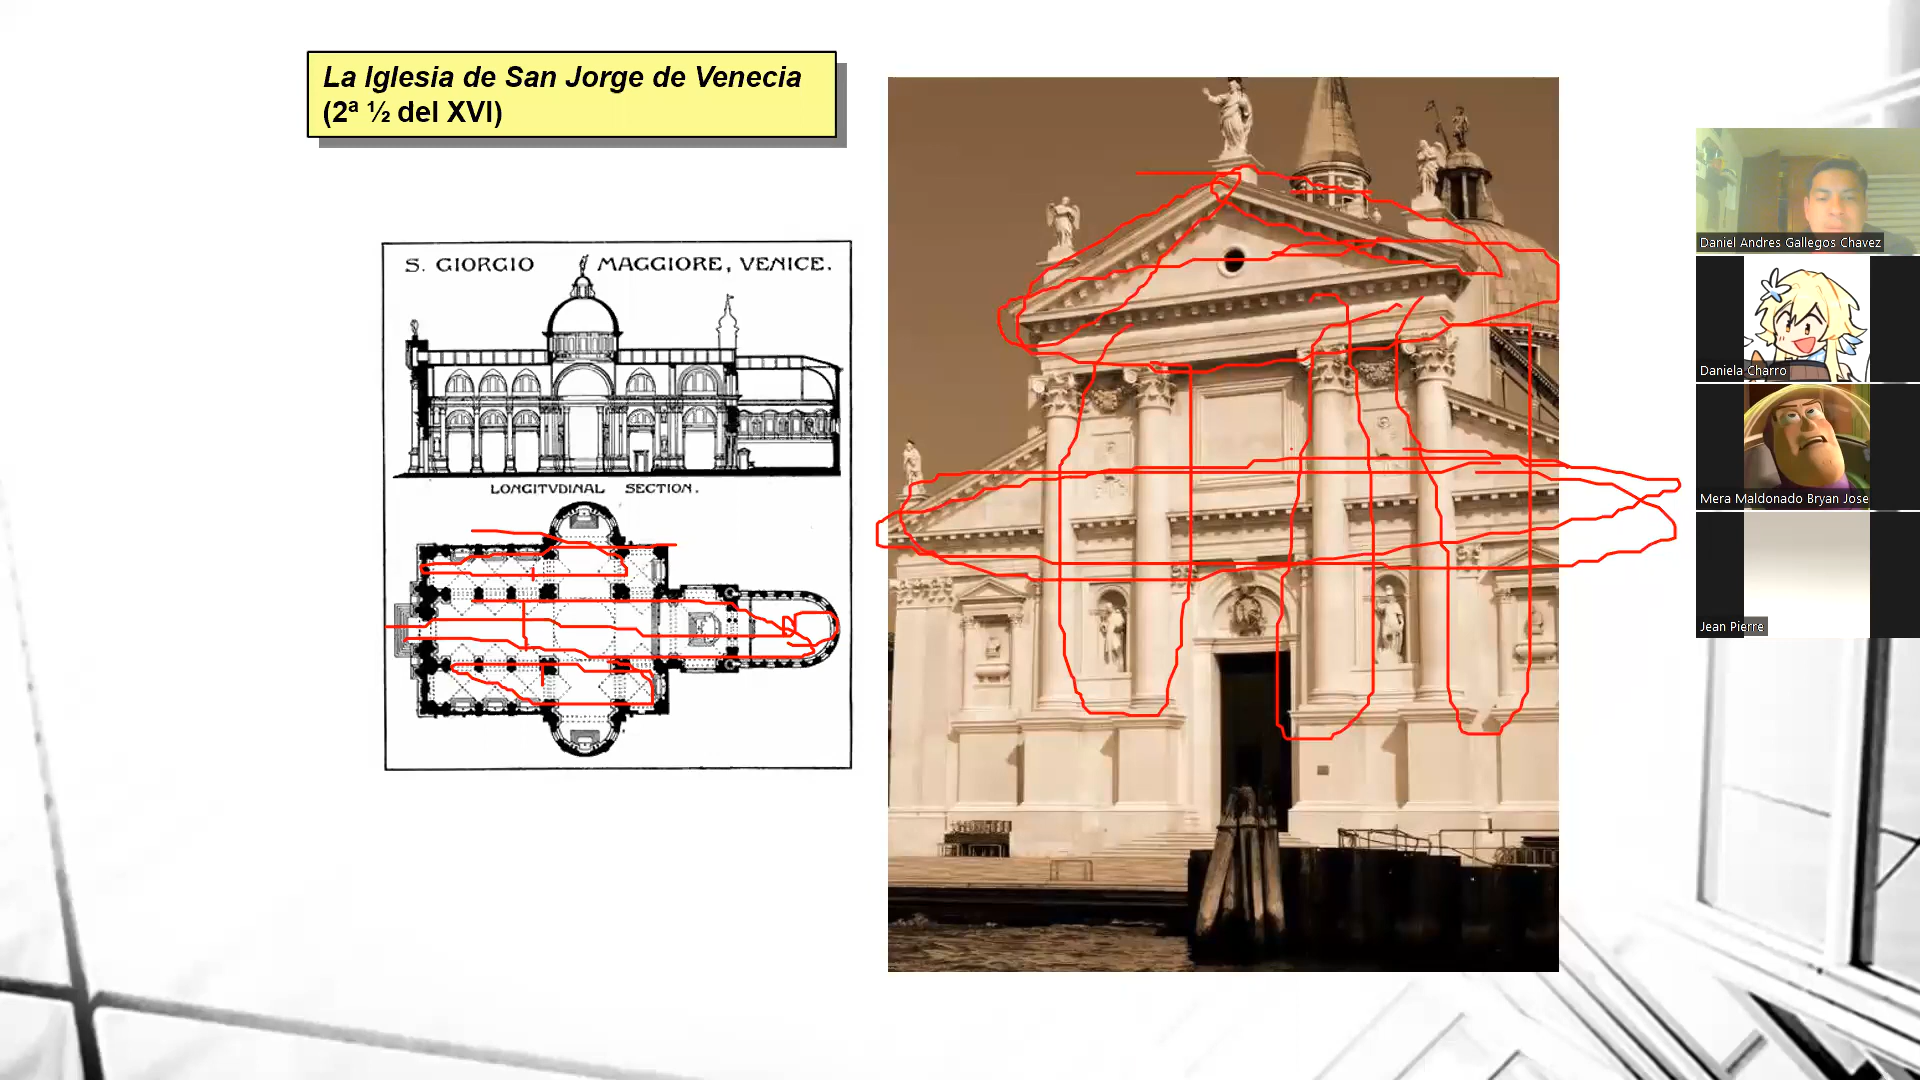 La Iglesia de San Jorge de Venecia
(2ª ½ del XVI)
S. GIORGIO MAGGIORE, VENICE.
LONGITVDINAL SECTION.
Daniel Andres Gallegos Chavez
Daniela Charro
Mera Maldonado Bryan Jose
Jean Pierre